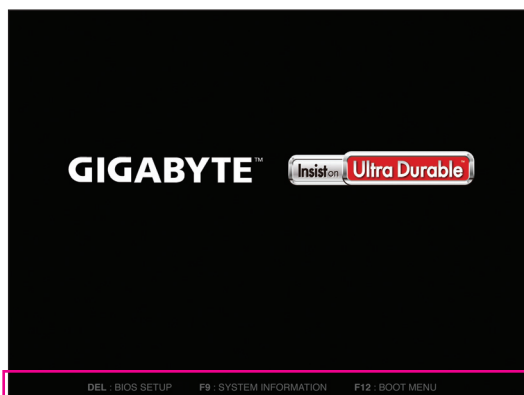 GIGABYTE™ Insist on Ultra Durable™
DEL : BIOS SETUP F9 : SYSTEM INFORMATION F12 : BOOT MENU